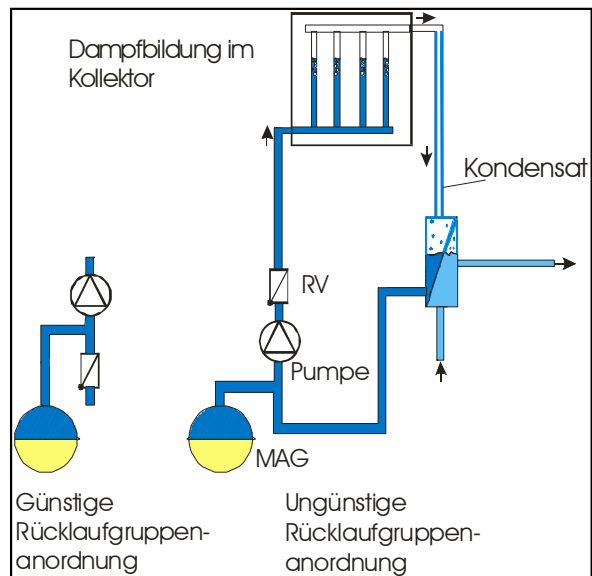 Dampfbildung im
Kollektor
Kondensat
RV
Pumpe
MAG
Günstige
Rücklaufgruppen-
anordnung
Ungünstige
Rücklaufgruppen-
anordnung